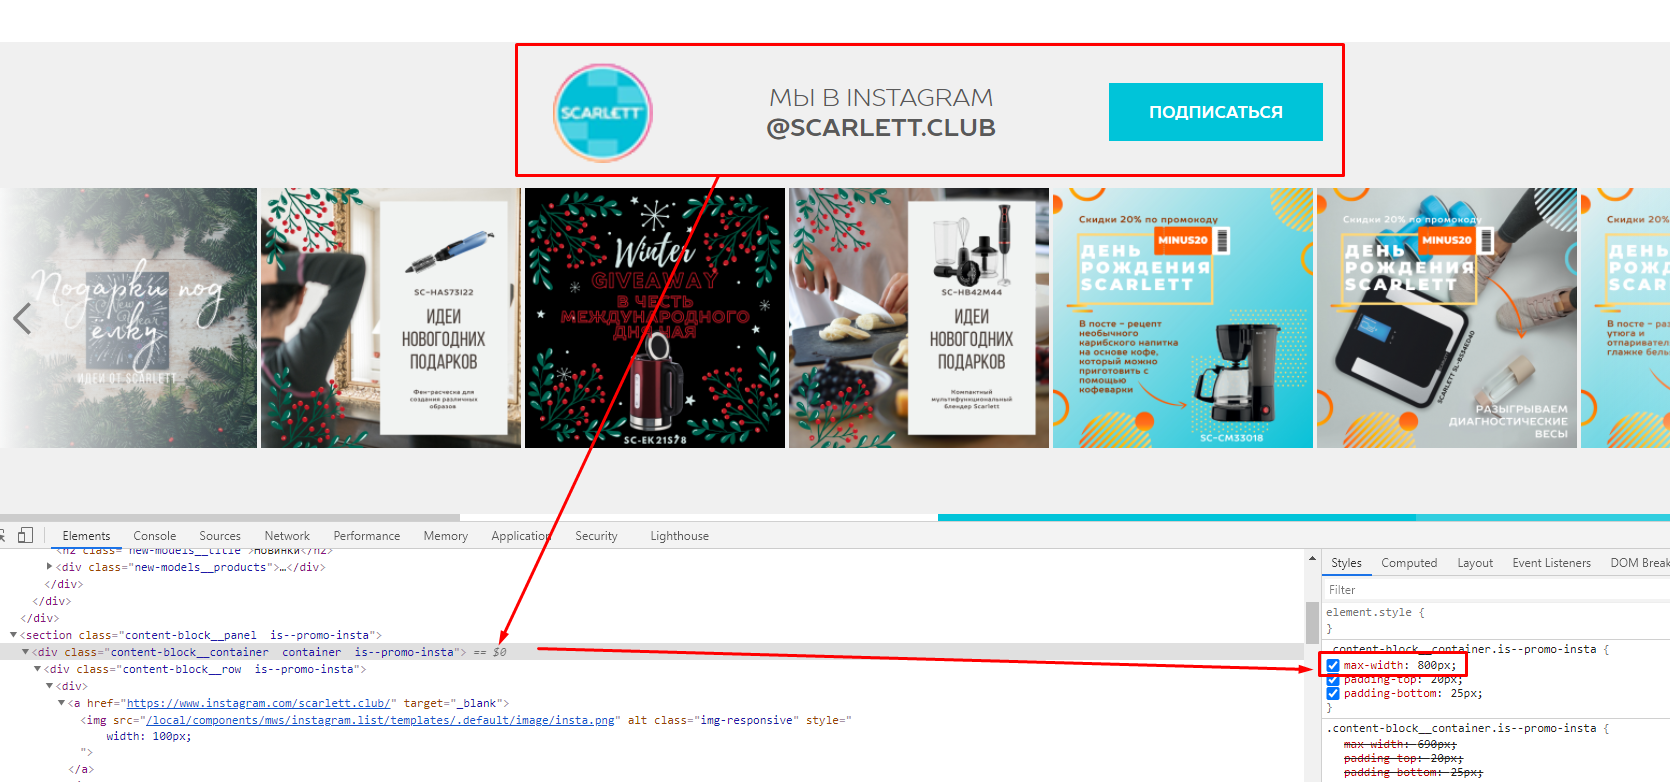 SCARLETT
МЫ В INSTAGRAM
@SCARLETT.CLUB
ПОДПИСАТЬСЯ
Подарки под
New Year
ёлку
ИДЕИ ОТ SCARLETT
SC-HAS73I22
ИДЕИ
НОВОГОДНИХ
ПОДАРКОВ
Фен-расческа для
создания различных
образов
Winter
GIVEAWAY
В ЧЕСТЬ
МЕЖДУНАРОДНОГО
ДНЯ ЧАЯ
SC-EK21S78
SC-HB42M44
ИДЕИ
НОВОГОДНИХ
ПОДАРКОВ
Компактный
мультифункциональный
блендер Scarlett
Скидки 20% по промокоду
MINUS20
ДЕНЬ
РОЖДЕНИЯ
SCARLETT
В посте – рецепт
необычного
карибского напитка
на основе кофе,
который можно
приготовить с
помощью
кофеварки
SC-CM33018
Скидки 20% по промокоду
MINUS20
ДЕНЬ
РОЖДЕНИЯ
SCARLETT
SCARLETT SL-BS34ED40
РАЗЫГРЫВАЕМ
ДИАГНОСТИЧЕСКИЕ
ВЕСЫ
Скидки 20%
ДЕНЬ
РОЖД
SCARL
В посте – раз
утюга и
отпаривател
глажке бель
Elements Console Sources Network Performance Memory Application Security Lighthouse
<h2 class="new-models__title">Новинки</h2>
<div class="new-models__products">…</div>
</div>
</div>
</div>
<section class="content-block__panel  is--promo-insta">
<div class="content-block__container  container  is--promo-insta"> == $0
<div class="content-block__row  is--promo-insta">
<div>
<a href="https://www.instagram.com/scarlett.club/" target="_blank">
<img src="/local/components/mws/instagram.list/templates/.default/image/insta.png" alt class="img-responsive" style="
width: 100px;
">
</a>
Styles Computed Layout Event Listeners DOM Break
Filter
element.style {
}
.content-block__container.is--promo-insta {
max-width: 800px;
padding-top: 20px;
padding-bottom: 25px;
}
.content-block__container.is--promo-insta {
max-width: 690px;
padding-top: 20px;
padding-bottom: 25px;